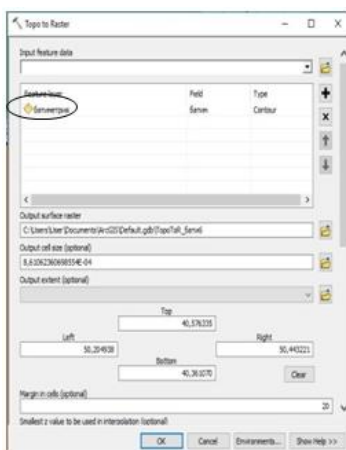 Topo to Raster
Input feature data
Feature layer Field Type
Батиметрия Contour
Output surface raster
C:\Users\User\Documents\ArcGIS\Default.gdb\TopoToR_
Output cell size (optional)
Output extent (optional)
Top
40,576335
Left Right
50,204938 50,443221
Bottom
40,361070
Clear
Margin in cells (optional)
20
Smallest z value to be used in interpolation (optional)
OK Cancel Environments... Show Help >>